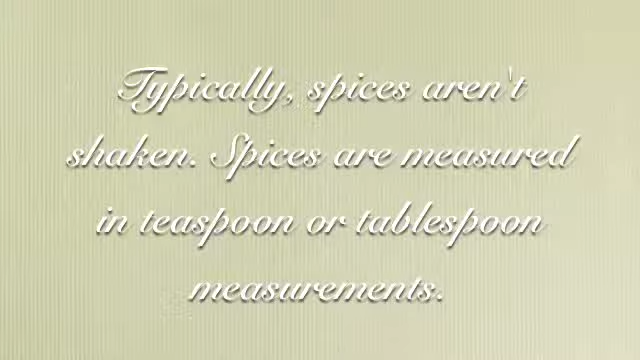 Typically, spices aren't
shaken. Spices are measured
in teaspoon or tablespoon
measurements.